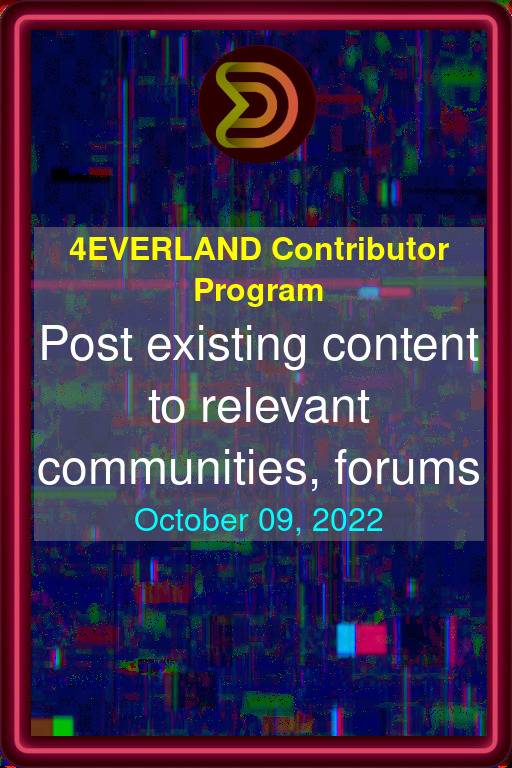 4EVERLAND Contributor
Program
Post existing content
to relevant
communities, forums
October 09, 2022